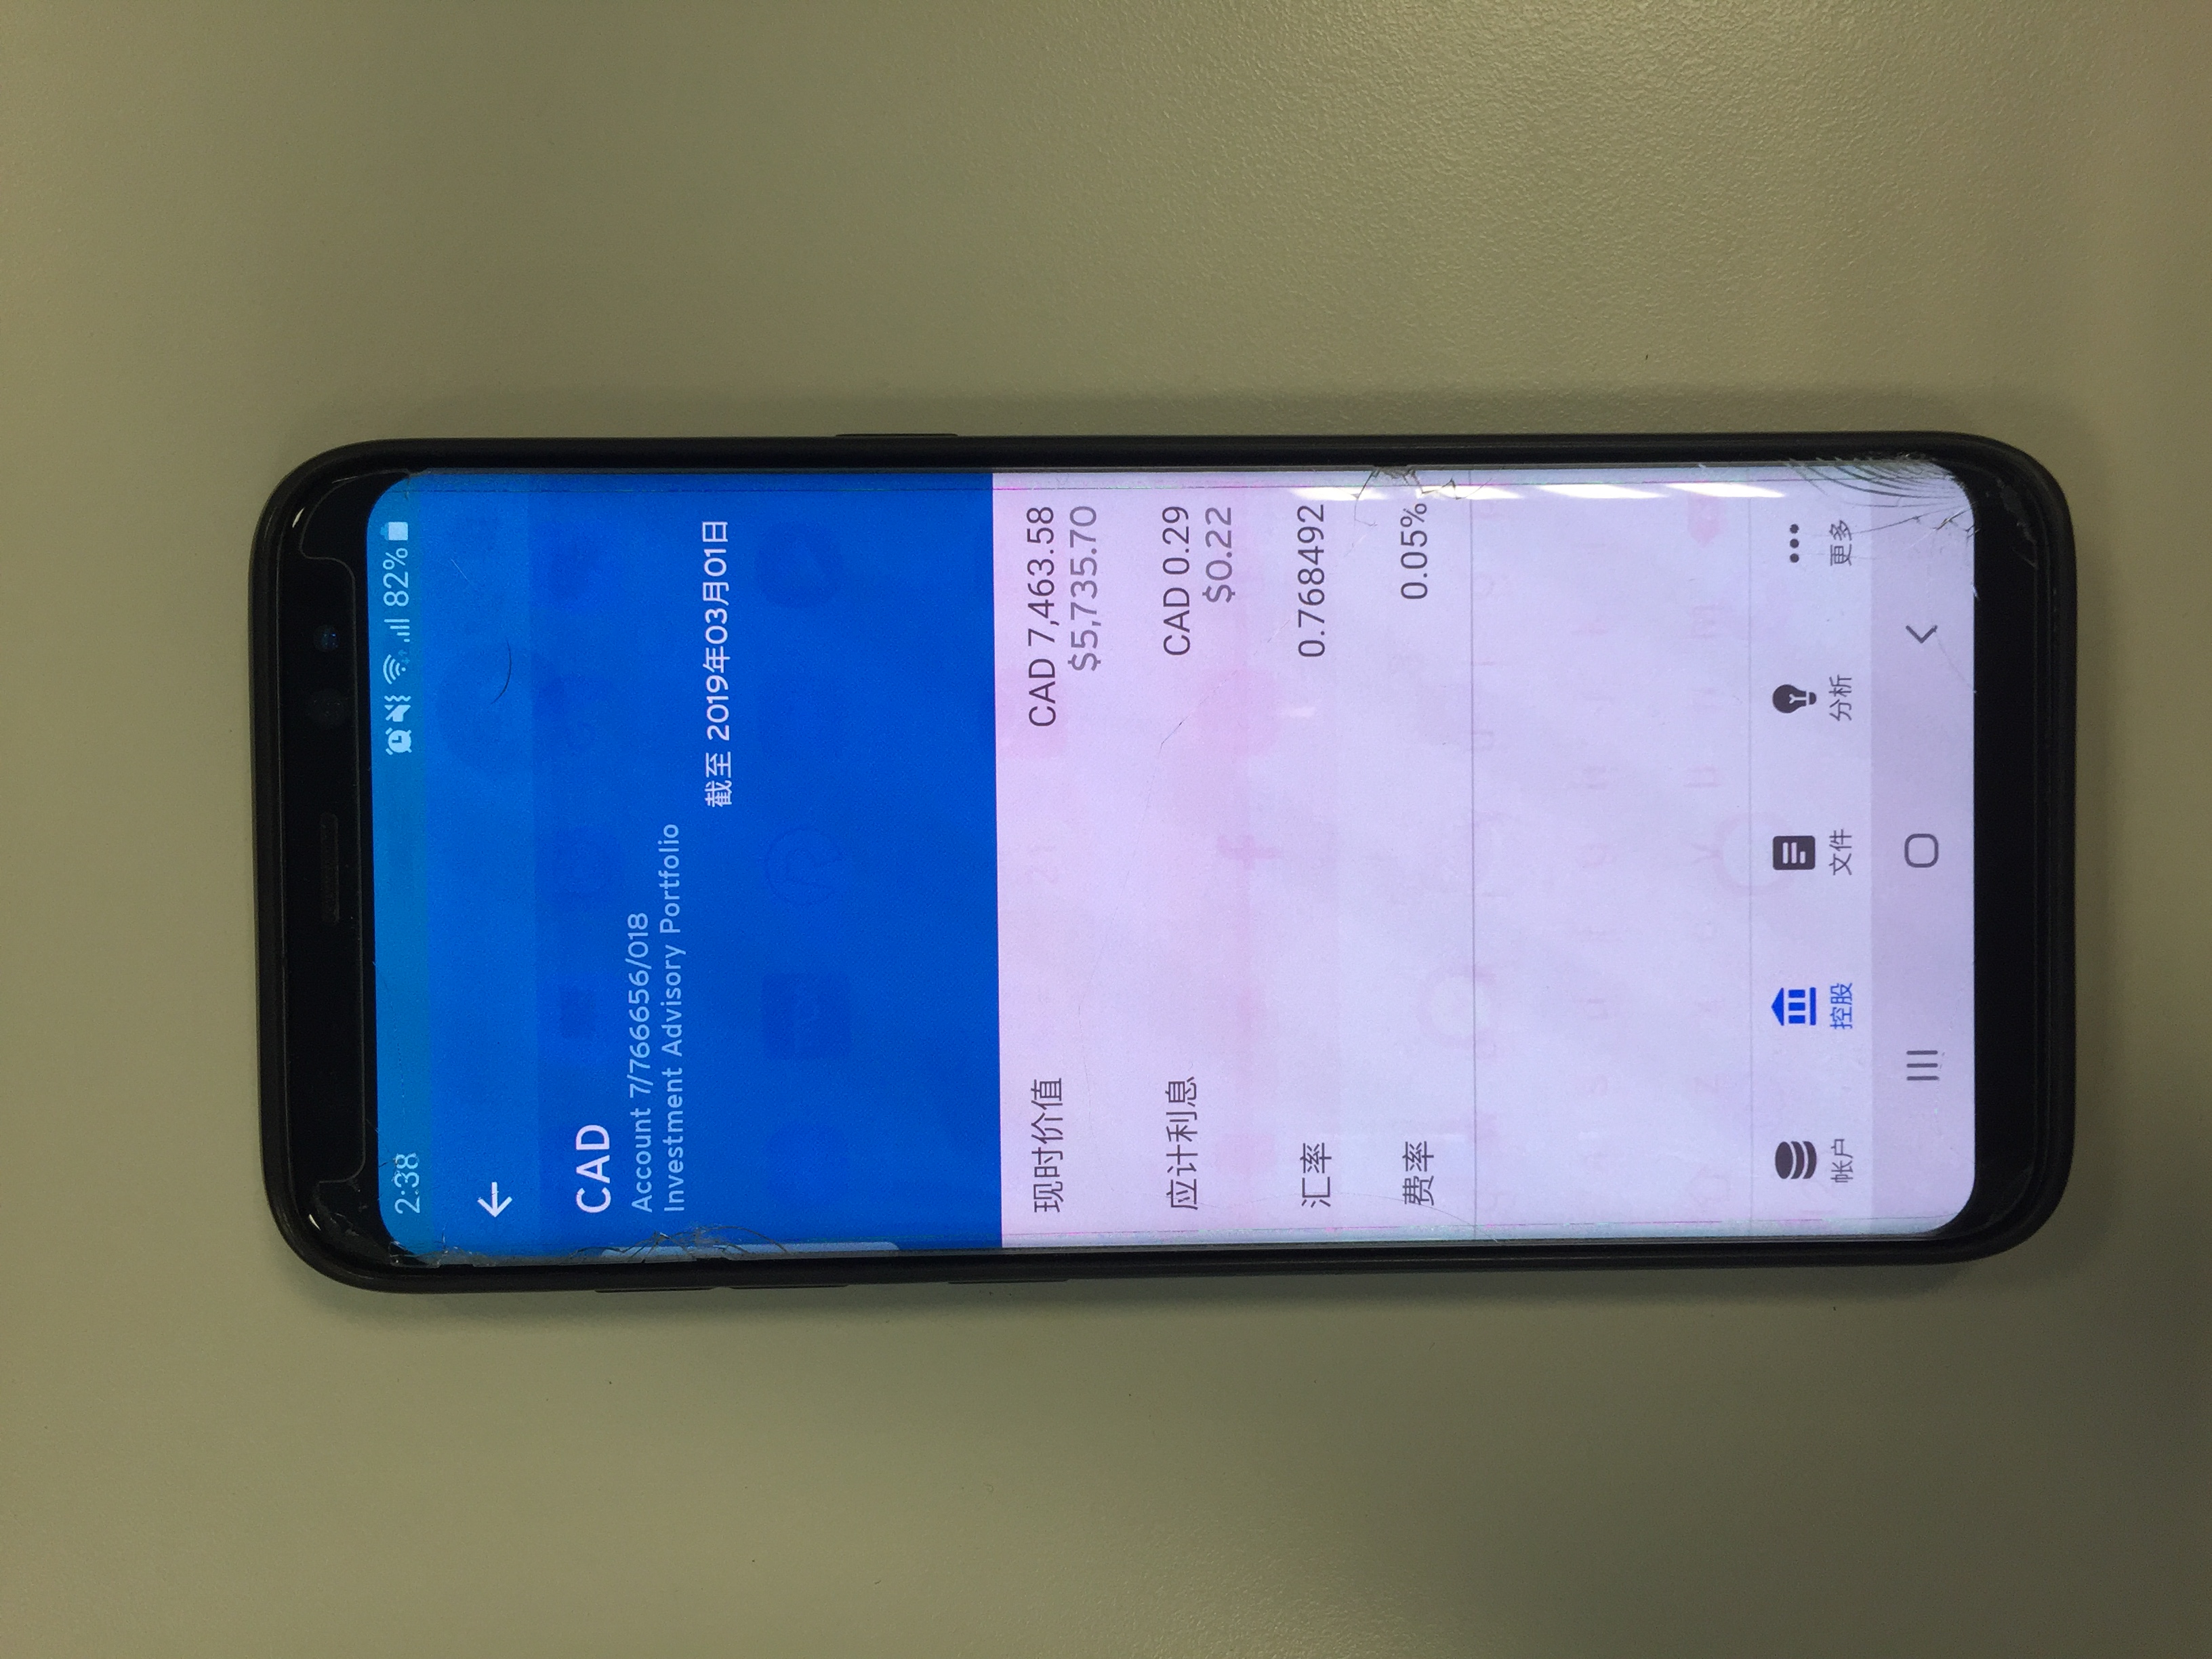 2:38
82%
CAD
Account 7/7666656/018
Investment Advisory Portfolio
截至 2019年03月01日
现时价值
CAD 7,463.58
$5,735.70
应计利息
CAD 0.29
$0.22
汇率
0.768492
费率
0.05%
帐户
控股
文件
分析
更多